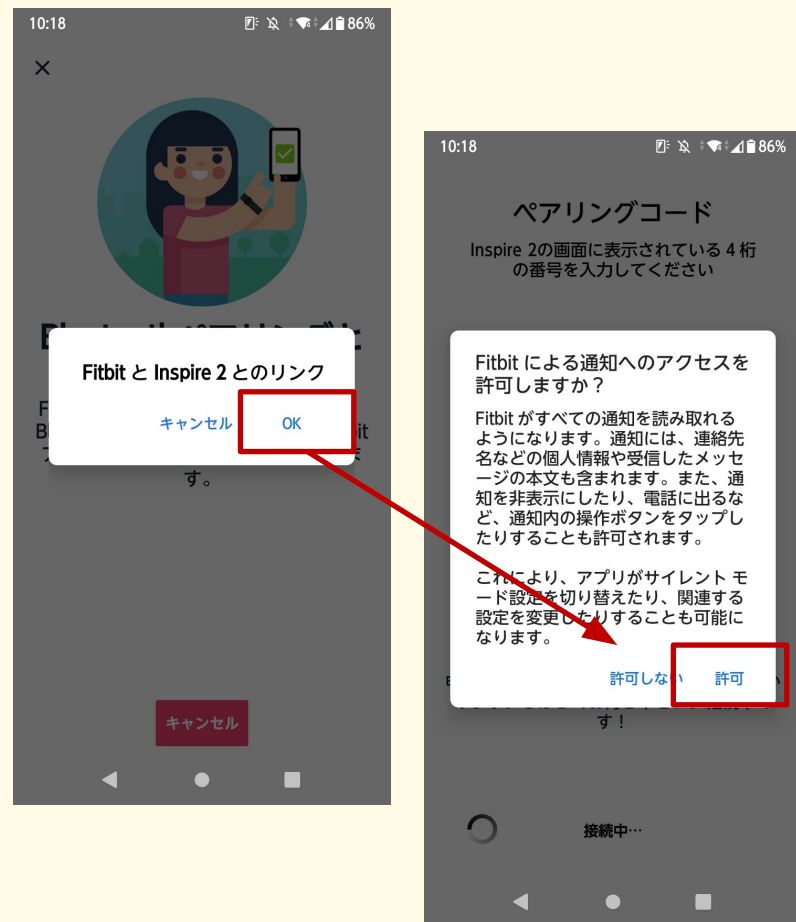 10:18
86%
Fitbit と Inspire 2 とのリンク
キャンセル
OK
す。
キャンセル
10:18
86%
ペアリングコード
Inspire 2の画面に表示されている 4 桁
の番号を入力してください
Fitbit による通知へのアクセスを
許可しますか？
Fitbit がすべての通知を読み取れる
ようになります。通知には、連絡先
名などの個人情報や受信したメッセ
ージの本文も含まれます。また、通
知を非表示にしたり、電話に出るな
ど、通知内の操作ボタンをタップし
たりすることも許可されます。
これにより、アプリがサイレント モ
ード設定を切り替えたり、関連する
設定を変更したりすることも可能に
なります。
許可しない
許可
す！
接続中…